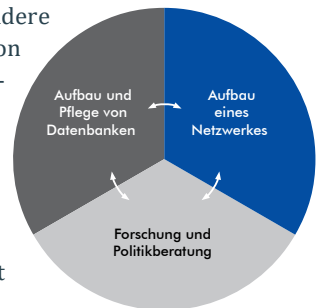 Aufbau und
Pflege von
Datenbanken
Aufbau
eines
Netzwerkes
Forschung und
Politikberatung